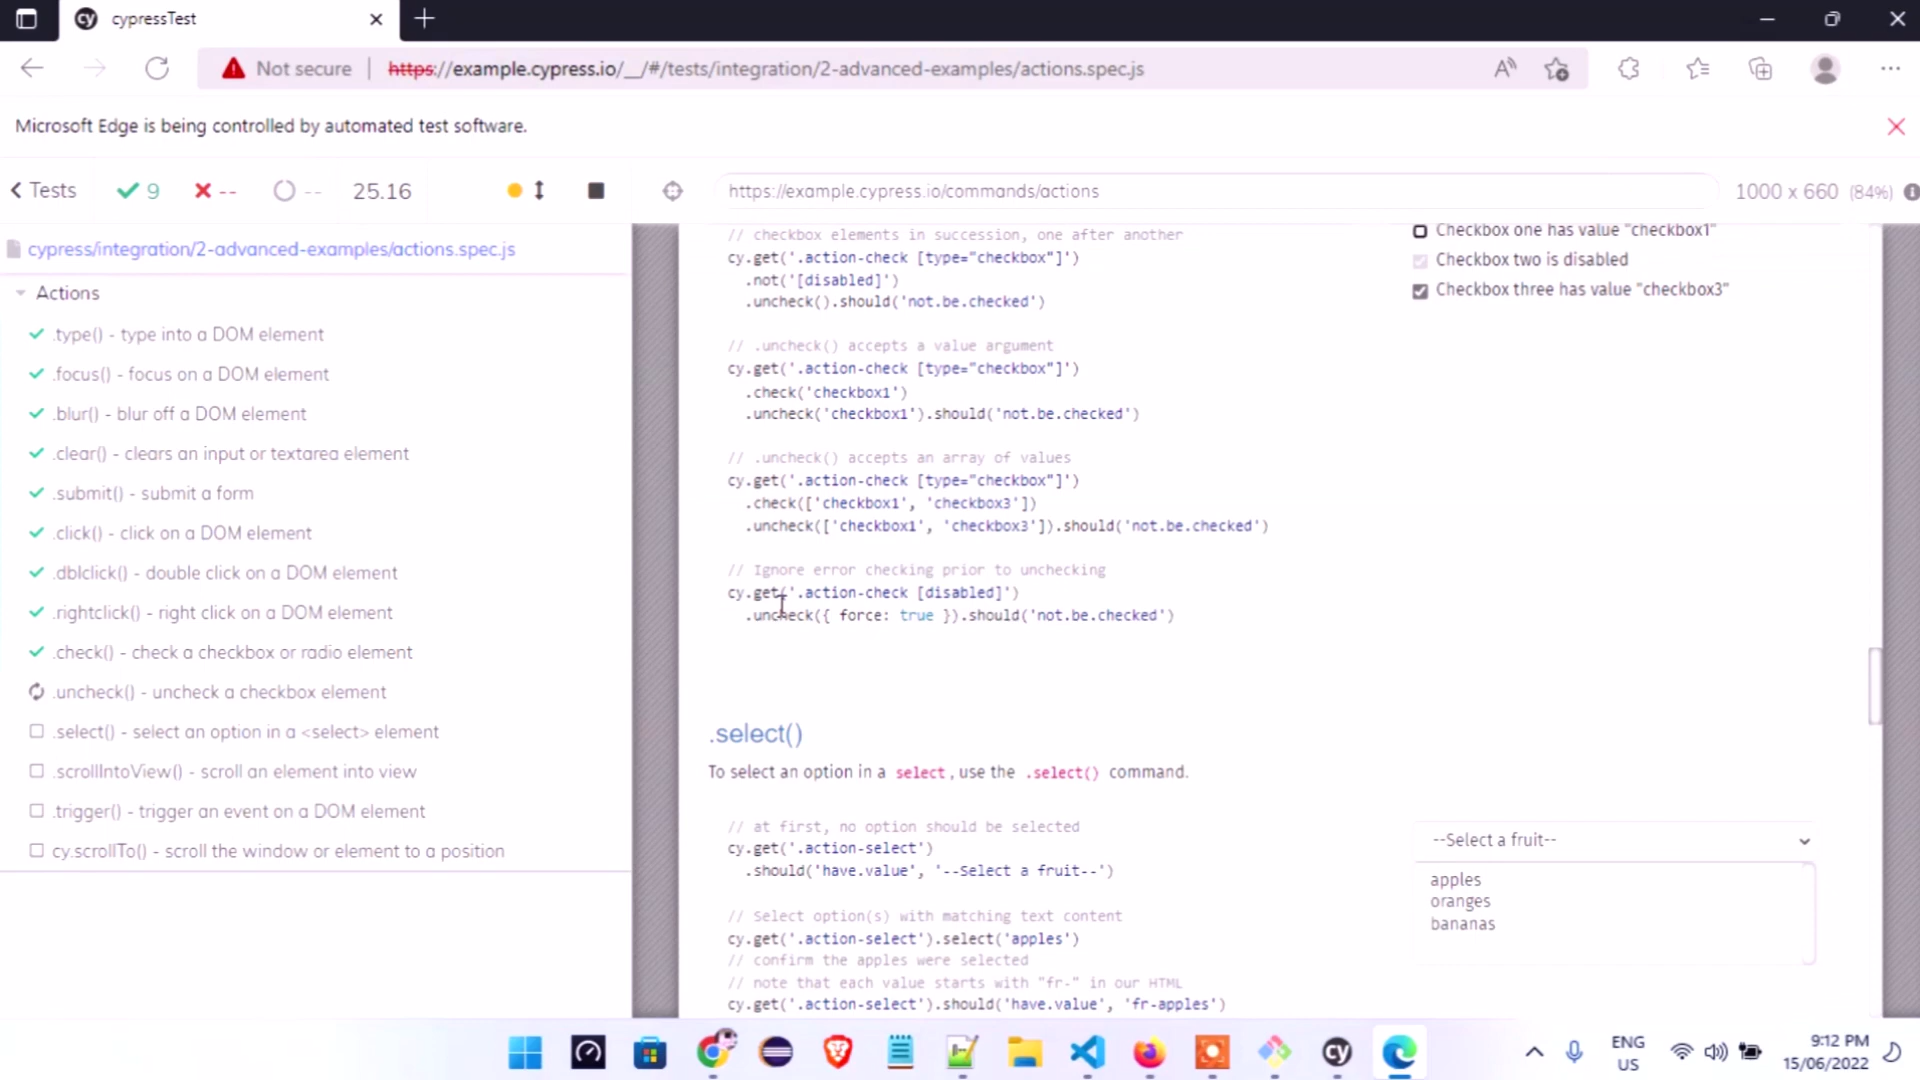 cypressTest
Not secure
https://example.cypress.io/__/#/tests/integration/2-advanced-examples/actions.spec.js
Microsoft Edge is being controlled by automated test software.
Tests
9
--
--
25.16
https://example.cypress.io/commands/actions
1000 x 660 (84%)
cypress/integration/2-advanced-examples/actions.spec.js
Actions
.type() - type into a DOM element
.focus() - focus on a DOM element
.blur() - blur off a DOM element
.clear() - clears an input or textarea element
.submit() - submit a form
.click() - click on a DOM element
.dblclick() - double click on a DOM element
.rightclick() - right click on a DOM element
.check() - check a checkbox or radio element
.uncheck() - uncheck a checkbox element
.select() - select an option in a <select> element
.scrollIntoView() - scroll an element into view
.trigger() - trigger an event on a DOM element
cy.scrollTo() - scroll the window or element to a position
// checkbox elements in succession, one after another
cy.get('.action-check [type="checkbox"]')
.not('[disabled]')
.uncheck().should('not.be.checked')
// .uncheck() accepts a value argument
cy.get('.action-check [type="checkbox"]')
.check('checkbox1')
.uncheck('checkbox1').should('not.be.checked')
// .uncheck() accepts an array of values
cy.get('.action-check [type="checkbox"]')
.check(['checkbox1', 'checkbox3'])
.uncheck(['checkbox1', 'checkbox3']).should('not.be.checked')
// Ignore error checking prior to unchecking
cy.get('.action-check [disabled]')
.uncheck({ force: true }).should('not.be.checked')
Checkbox one has value "checkbox1"
Checkbox two is disabled
Checkbox three has value "checkbox3"
.select()
To select an option in a select, use the .select() command.
// at first, no option should be selected
cy.get('.action-select')
.should('have.value', '--Select a fruit--')
// Select option(s) with matching text content
cy.get('.action-select').select('apples')
// confirm the apples were selected
// note that each value starts with "fr-" in our HTML
cy.get('.action-select').should('have.value', 'fr-apples')
--Select a fruit--
apples
oranges
bananas
ENG
US
9:12 PM
15/06/2022